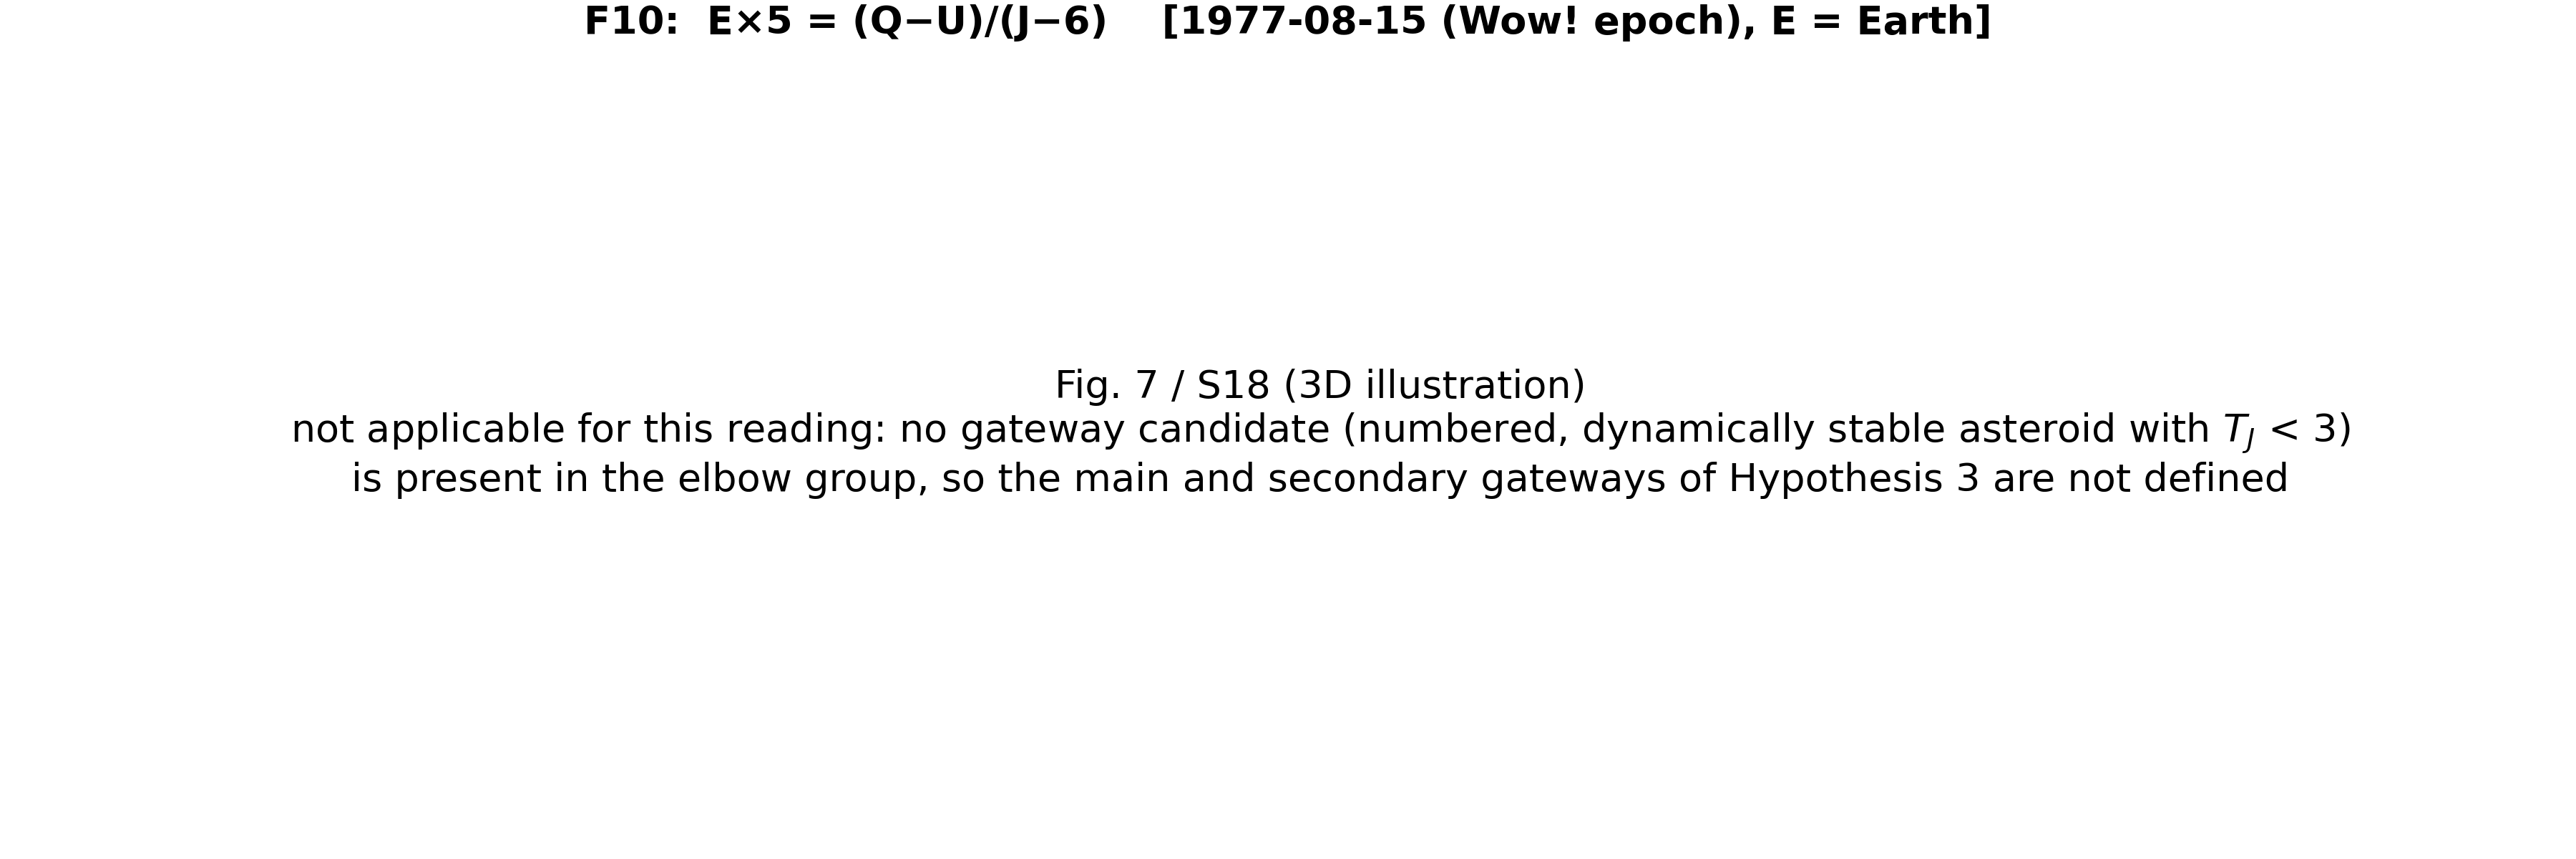 F10:  E×5 = (Q−U)/(J−6)    [1977-08-15 (Wow! epoch), E = Earth]
Fig. 7 / S18 (3D illustration)
not applicable for this reading: no gateway candidate (numbered, dynamically stable asteroid with T_J < 3)
is present in the elbow group, so the main and secondary gateways of Hypothesis 3 are not defined